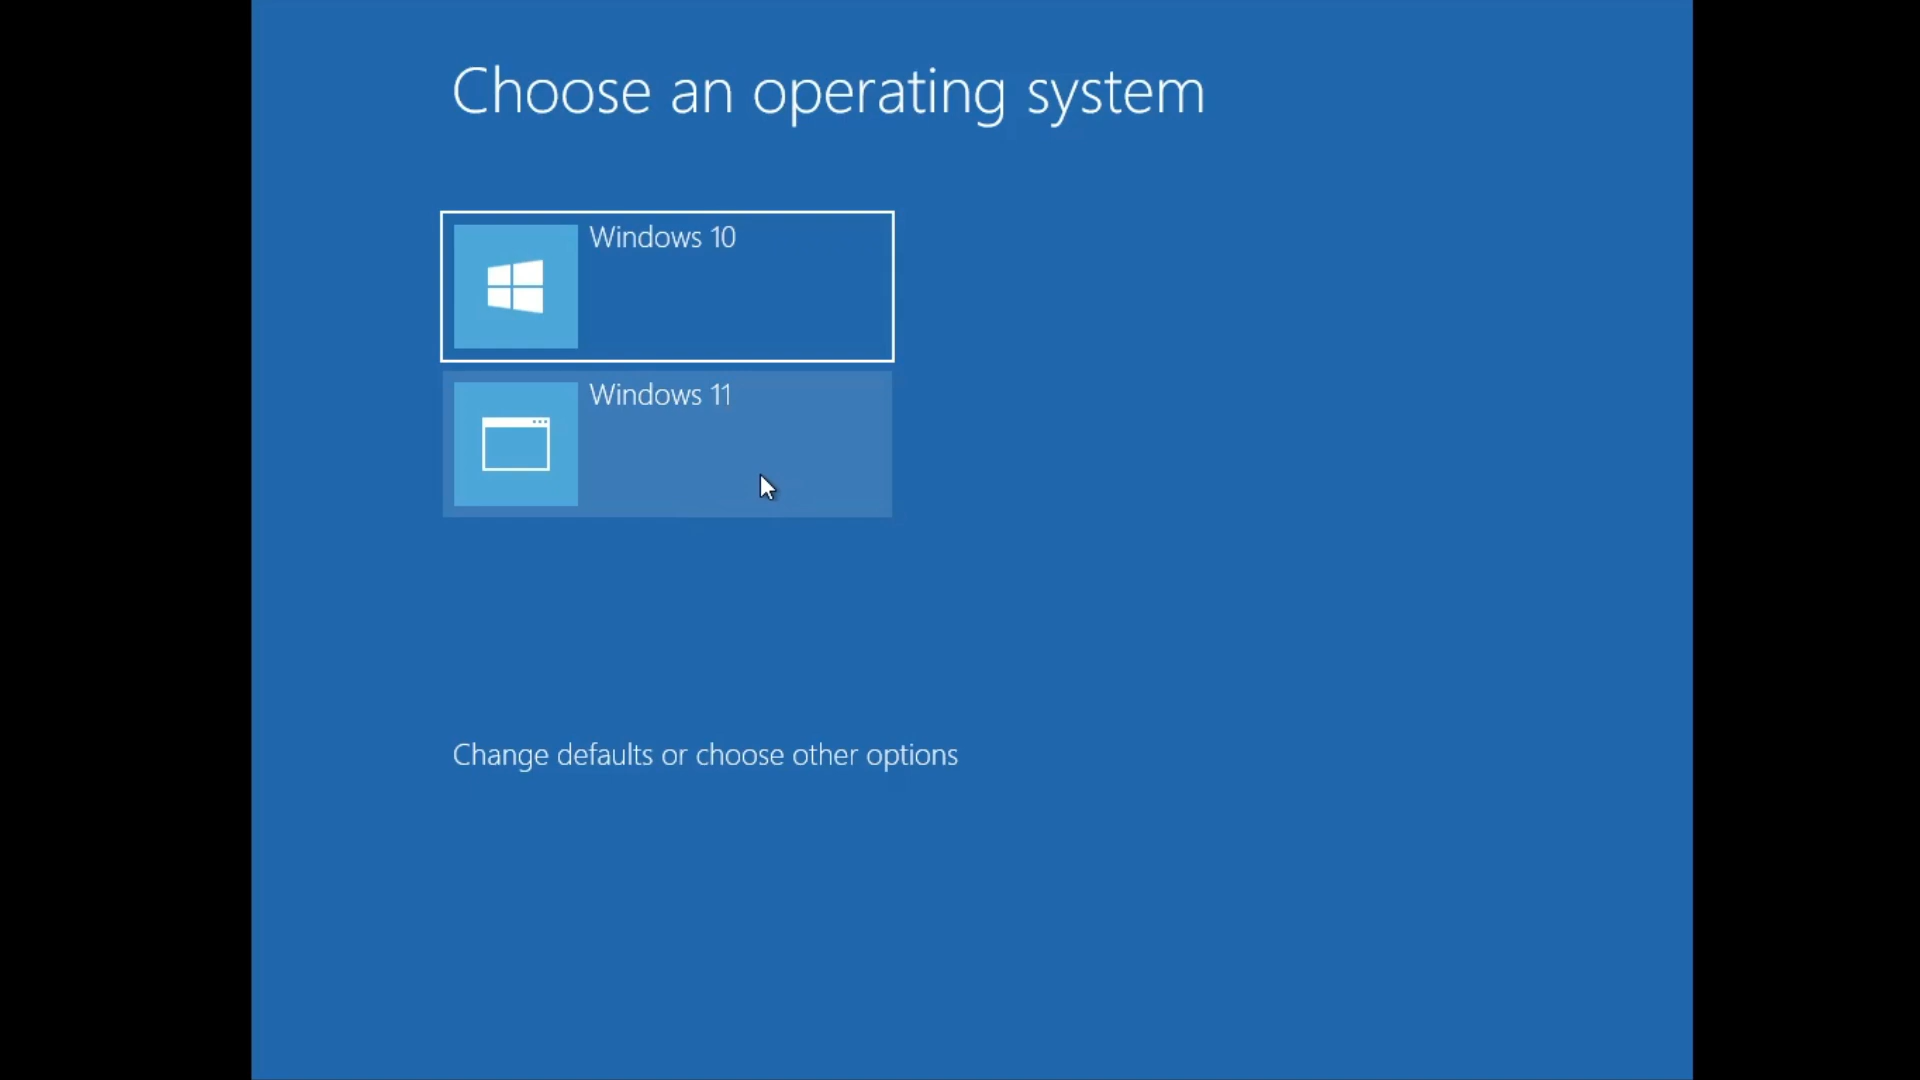 Choose an operating system
Windows 10
Windows 11
Change defaults or choose other options